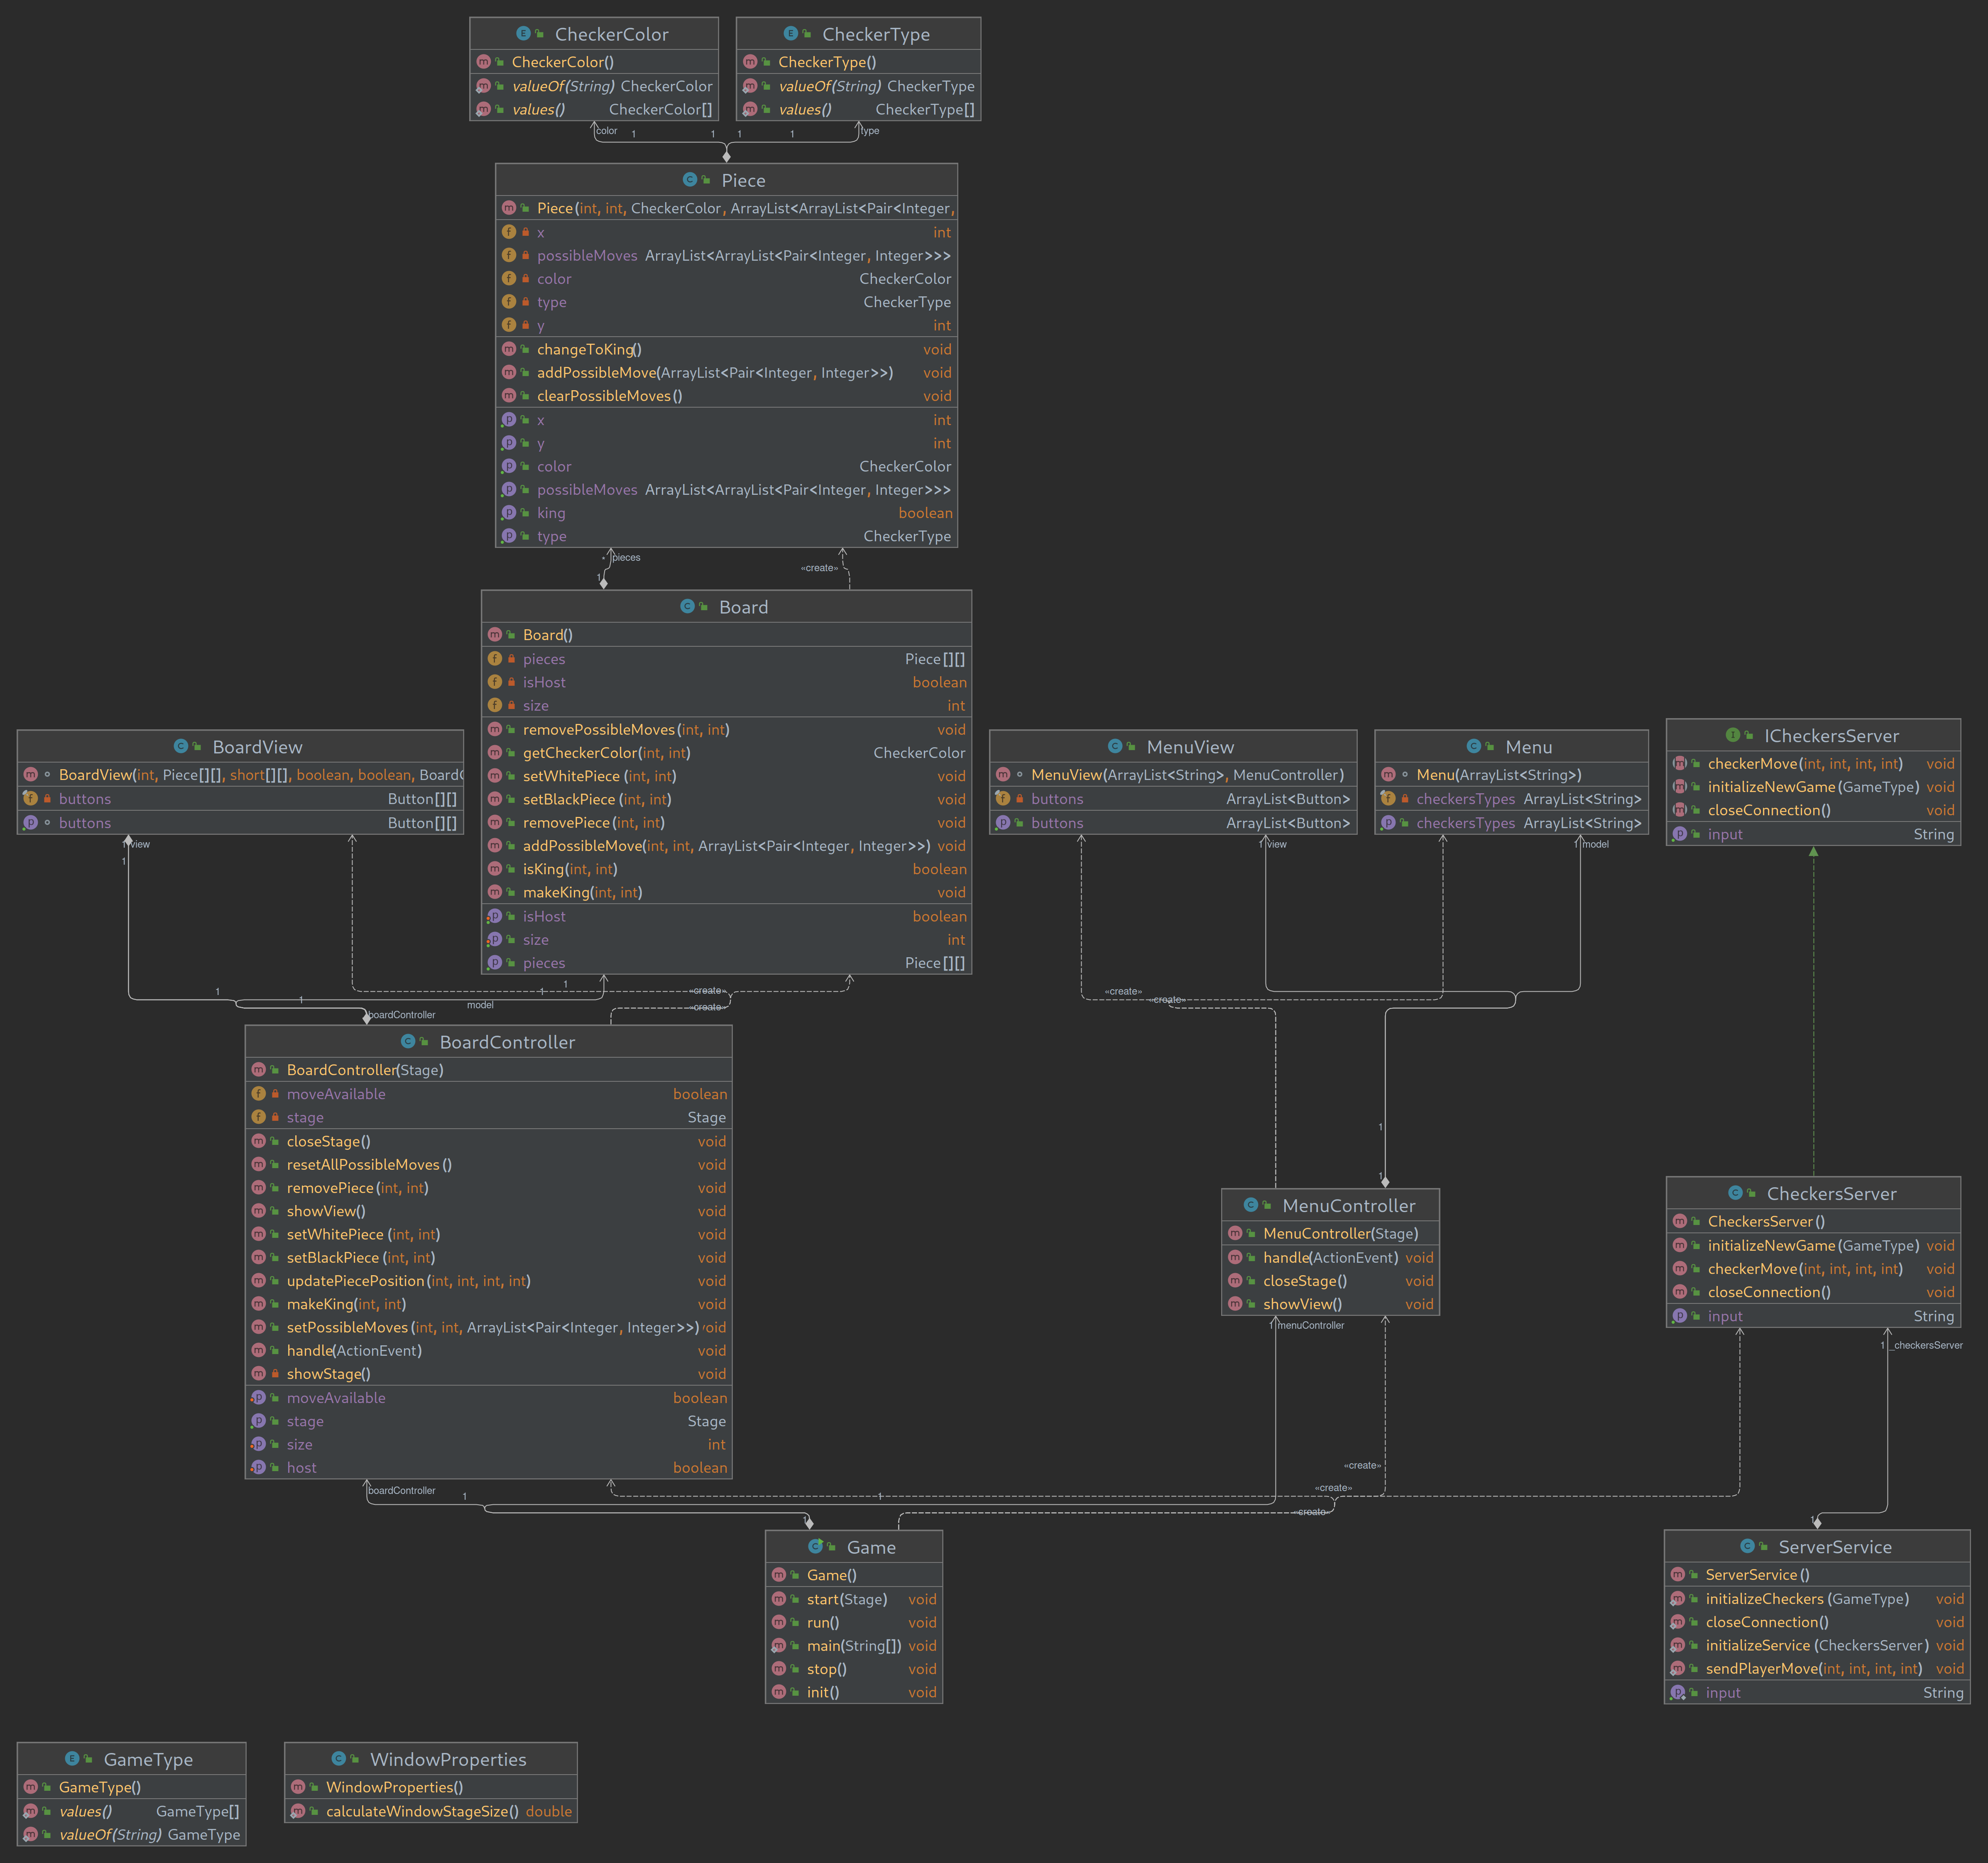 CheckerColor
CheckerColor()
valueOf(String) CheckerColor
values() CheckerColor[]
CheckerType
CheckerType()
valueOf(String) CheckerType
values() CheckerType[]
color 1 1 1 1 type
Piece
Piece(int, int, CheckerColor, ArrayList<ArrayList<Pair<Integer,
x int
possibleMoves ArrayList<ArrayList<Pair<Integer, Integer>>>
color CheckerColor
type CheckerType
y int
changeToKing() void
addPossibleMove(ArrayList<Pair<Integer, Integer>>) void
clearPossibleMoves() void
x int
y int
color CheckerColor
possibleMoves ArrayList<ArrayList<Pair<Integer, Integer>>>
king boolean
type CheckerType
* pieces
«create»
1
Board
Board()
pieces Piece[][]
isHost boolean
size int
removePossibleMoves(int, int) void
getCheckerColor(int, int) CheckerColor
setWhitePiece(int, int) void
setBlackPiece(int, int) void
removePiece(int, int) void
addPossibleMove(int, int, ArrayList<Pair<Integer, Integer>>) void
isKing(int, int) boolean
makeKing(int, int) void
isHost boolean
size int
pieces Piece[][]
BoardView
BoardView(int, Piece[][], short[][], boolean, boolean, BoardC
buttons Button[][]
buttons Button[][]
1 view
1
MenuView
MenuView(ArrayList<String>, MenuController)
buttons ArrayList<Button>
buttons ArrayList<Button>
1 view
Menu
Menu(ArrayList<String>)
checkersTypes ArrayList<String>
checkersTypes ArrayList<String>
1 model
ICheckersServer
checkerMove(int, int, int, int) void
initializeNewGame(GameType) void
closeConnection() void
input String
1 1 1 1
model
«create»
«create»
«create»
«create»
boardController
BoardController
BoardController(Stage)
moveAvailable boolean
stage Stage
closeStage() void
resetAllPossibleMoves() void
removePiece(int, int) void
showView() void
setWhitePiece(int, int) void
setBlackPiece(int, int) void
updatePiecePosition(int, int, int, int) void
makeKing(int, int) void
setPossibleMoves(int, int, ArrayList<Pair<Integer, Integer>>) void
handle(ActionEvent) void
showStage() void
moveAvailable boolean
stage Stage
size int
host boolean
1
1
MenuController
MenuController(Stage)
handle(ActionEvent) void
closeStage() void
showView() void
1 menuController
CheckersServer
CheckersServer()
initializeNewGame(GameType) void
checkerMove(int, int, int, int) void
closeConnection() void
input String
1 _checkersServer
«create»
«create»
«create»
boardController
1 1
1
1
Game
Game()
start(Stage) void
run() void
main(String[]) void
stop() void
init() void
ServerService
ServerService()
initializeCheckers(GameType) void
closeConnection() void
initializeService(CheckersServer) void
sendPlayerMove(int, int, int, int) void
input String
GameType
GameType()
values() GameType[]
valueOf(String) GameType
WindowProperties
WindowProperties()
calculateWindowStageSize() double